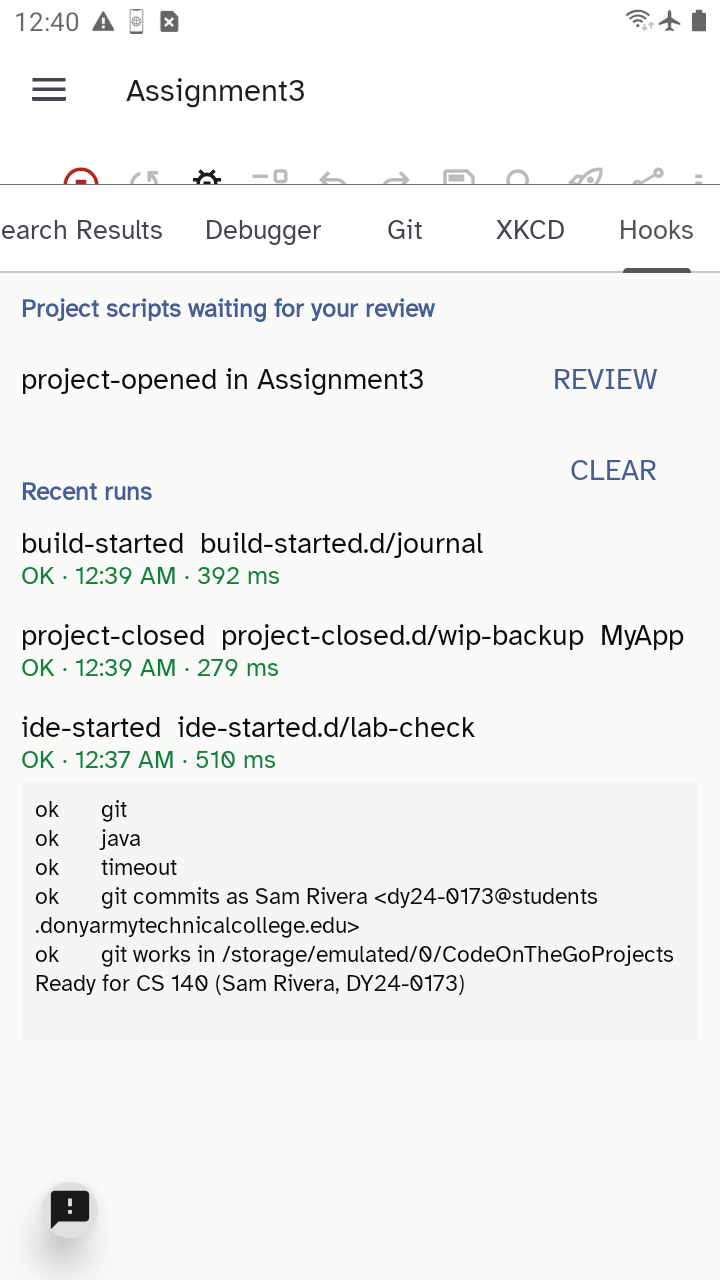 12:40
Assignment3
earch Results Debugger Git XKCD Hooks
Project scripts waiting for your review
project-opened in Assignment3 REVIEW
CLEAR
Recent runs
build-started build-started.d/journal
OK · 12:39 AM · 392 ms
project-closed project-closed.d/wip-backup MyApp
OK · 12:39 AM · 279 ms
ide-started ide-started.d/lab-check
OK · 12:37 AM · 510 ms
ok git
ok java
ok timeout
ok git commits as Sam Rivera <dy24-0173@students
.donyarmytechnicalcollege.edu>
ok git works in /storage/emulated/0/CodeOnTheGoProjects
Ready for CS 140 (Sam Rivera, DY24-0173)